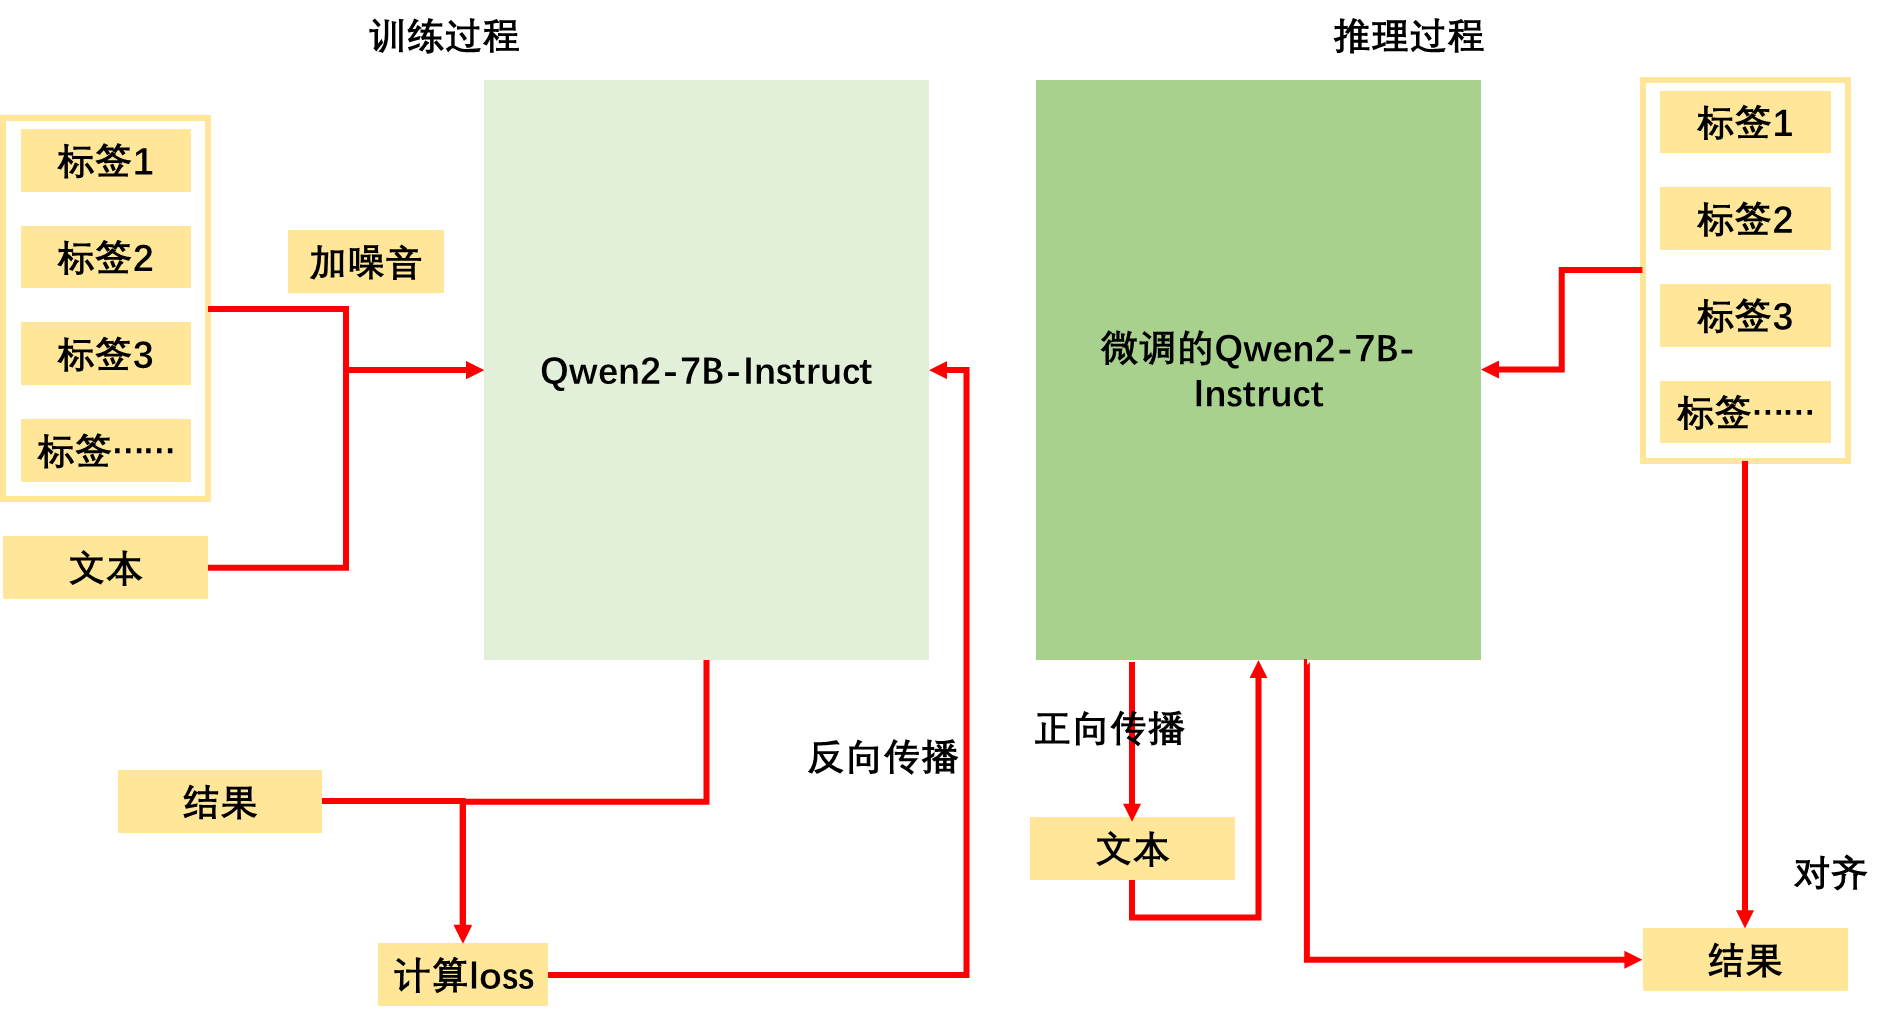 训练过程
标签1
标签2
标签3
标签……
文本
加噪音
Qwen2-7B-Instruct
反向传播
结果
计算loss
推理过程
微调的Qwen2-7B-
Instruct
标签1
标签2
标签3
标签……
正向传播
文本
对齐
结果